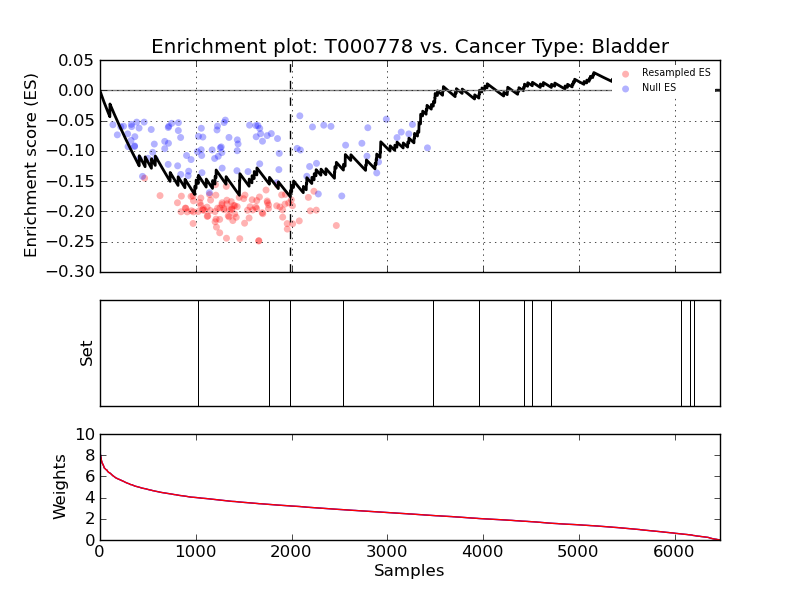 Enrichment plot: T000778 vs. Cancer Type: Bladder
Enrichment score (ES)
0.05
0.00
−0.05
−0.10
−0.15
−0.20
−0.25
−0.30
Resampled ES
Null ES
Set
Weights
10
8
6
4
2
0
0 1000 2000 3000 4000 5000 6000
Samples